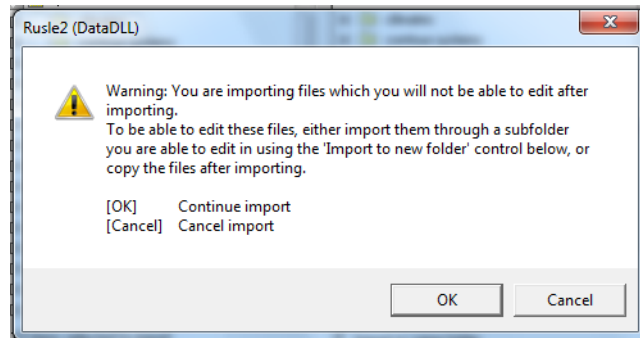 Rusle2 (DataDLL)
Warning: You are importing files which you will not be able to edit after
importing.
To be able to edit these files, either import them through a subfolder
you are able to edit in using the 'Import to new folder' control below, or
copy the files after importing.
[OK] Continue import
[Cancel] Cancel import
OK Cancel